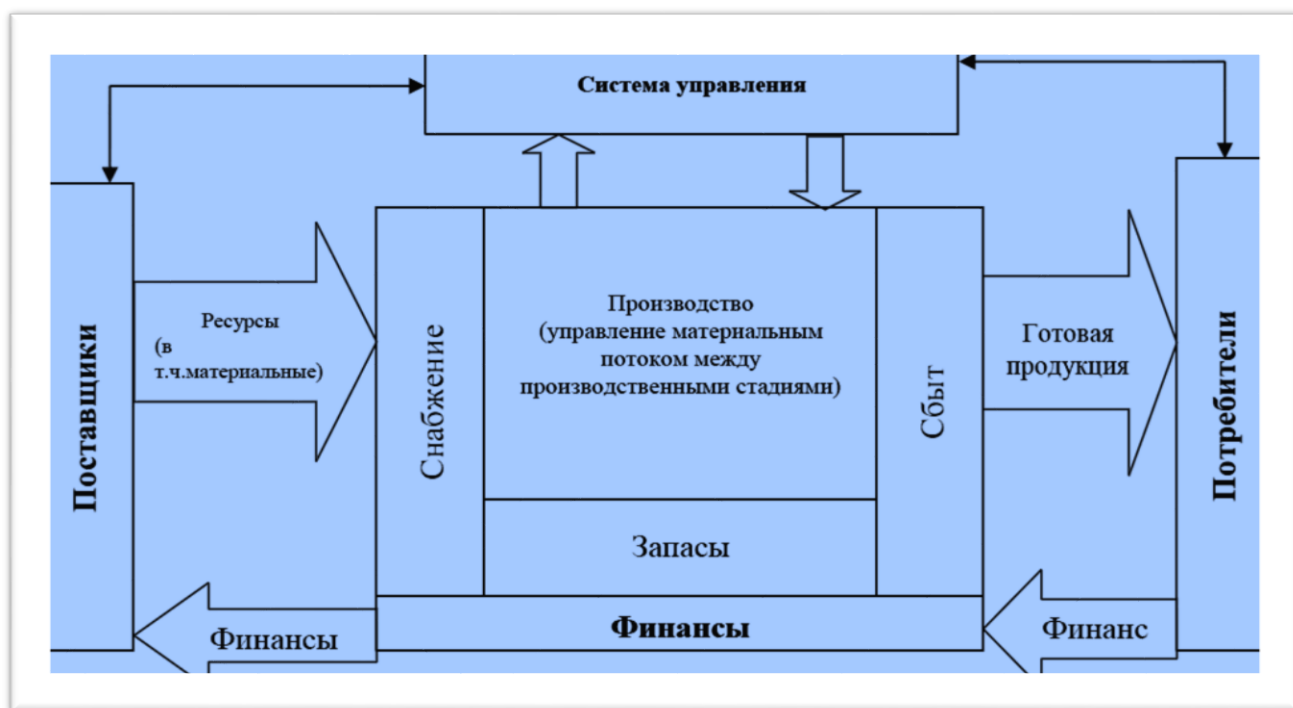 Система управления
Поставщики
Ресурсы
(в
т.ч.материальные)
Снабжение
Производство
(управление материальным
потоком между
производственными стадиями)
Сбыт
Готовая
продукция
Потребители
Запасы
Финансы
Финансы
Финанс